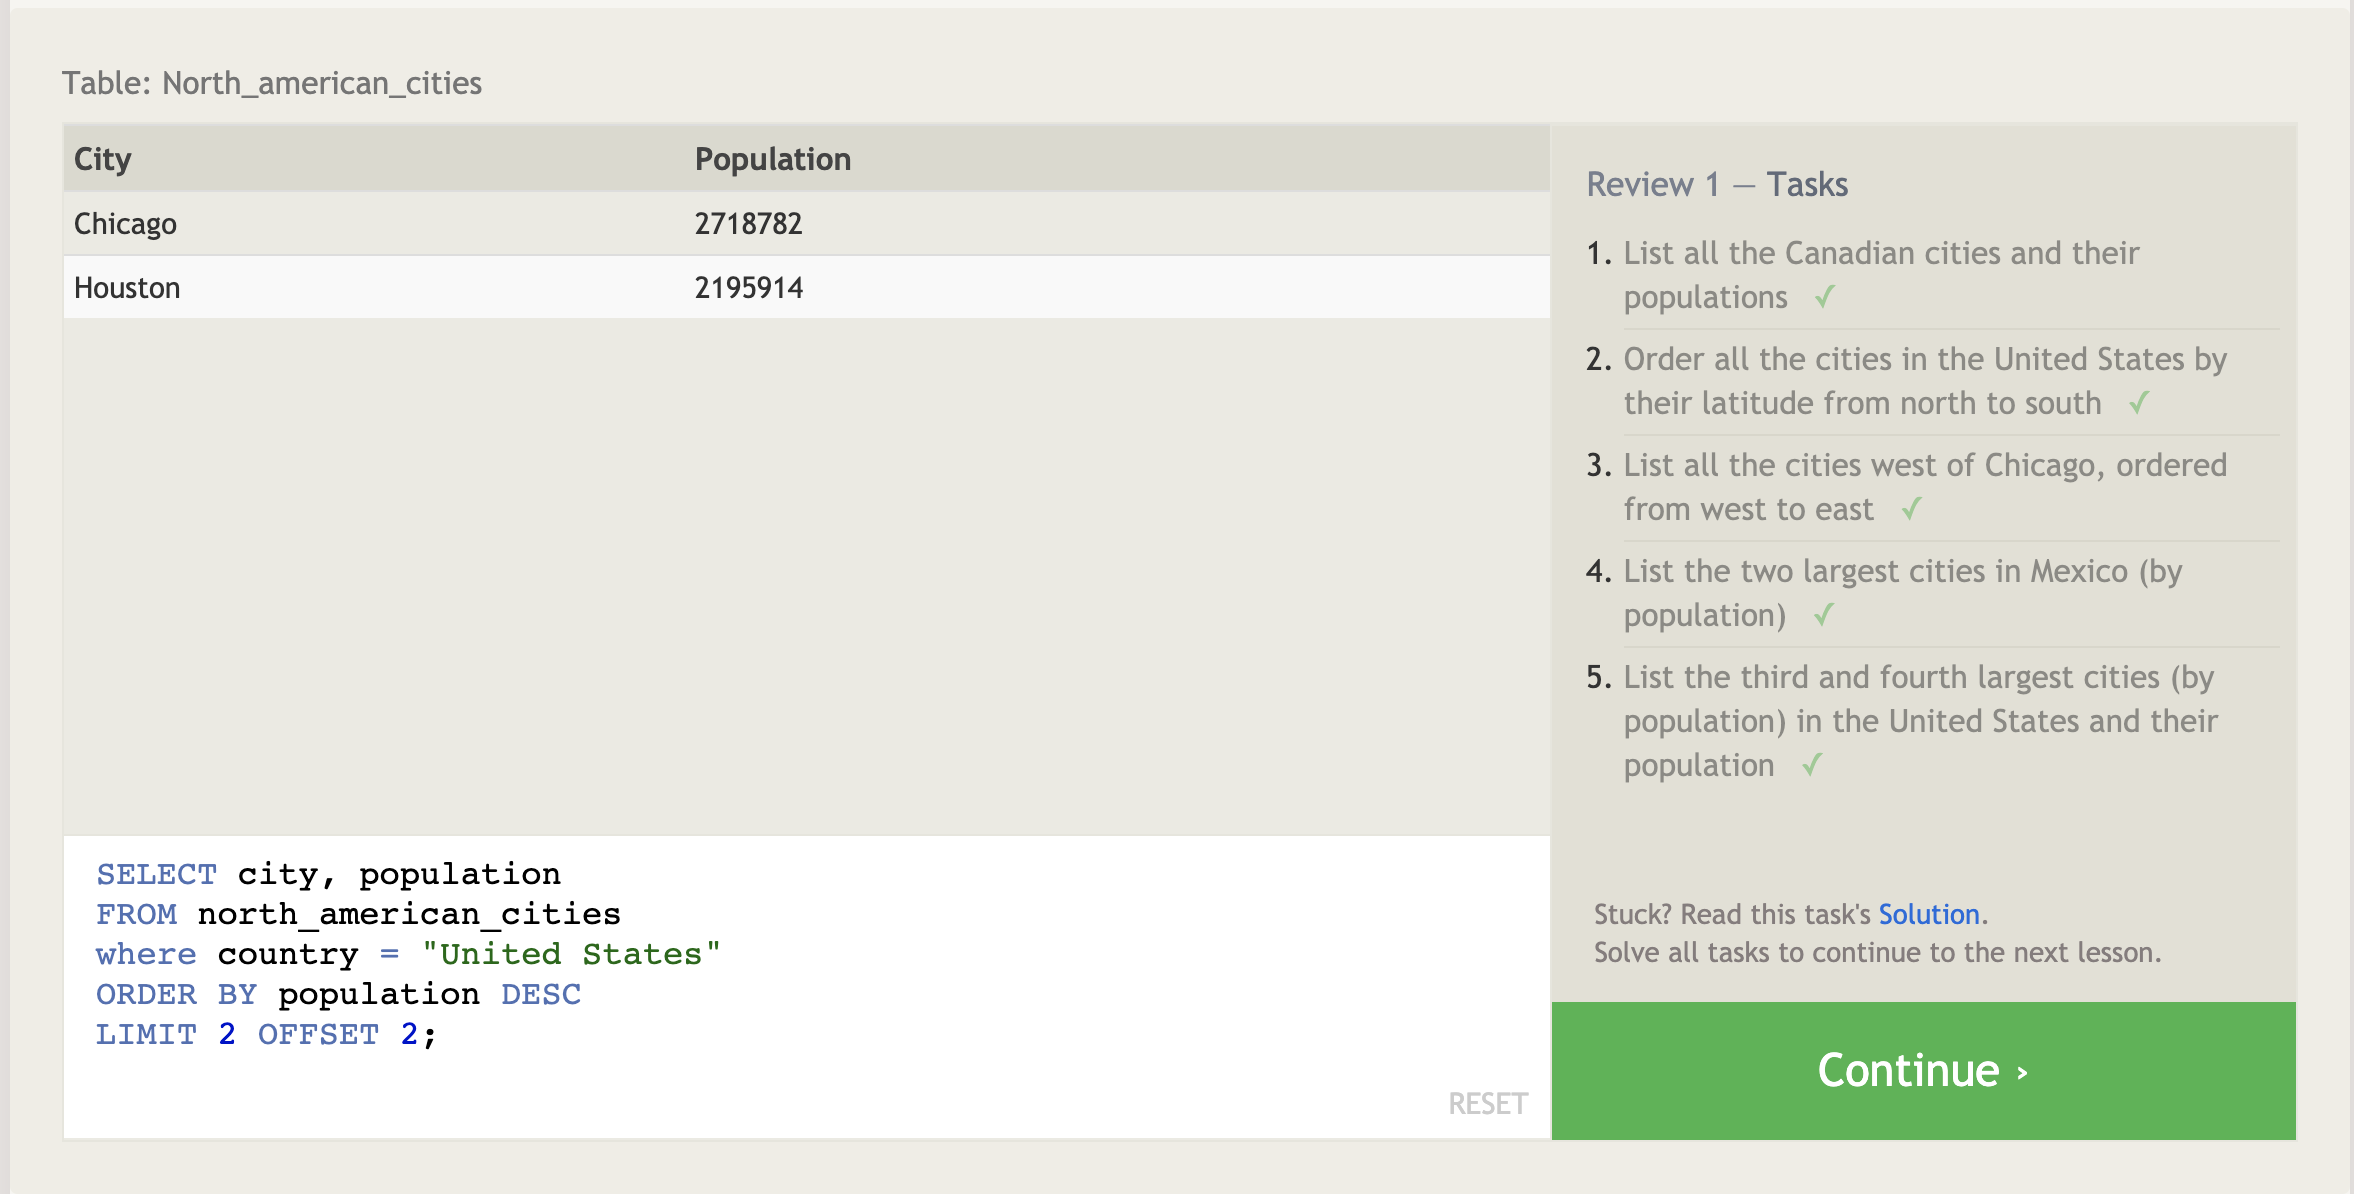 Table: North_american_cities
City Population
Chicago 2718782
Houston 2195914
SELECT city, population
FROM north_american_cities
where country = "United States"
ORDER BY population DESC
LIMIT 2 OFFSET 2;
RESET
Review 1 — Tasks
1. List all the Canadian cities and their
populations ✓
2. Order all the cities in the United States by
their latitude from north to south ✓
3. List all the cities west of Chicago, ordered
from west to east ✓
4. List the two largest cities in Mexico (by
population) ✓
5. List the third and fourth largest cities (by
population) in the United States and their
population ✓
Stuck? Read this task's Solution.
Solve all tasks to continue to the next lesson.
Continue ›